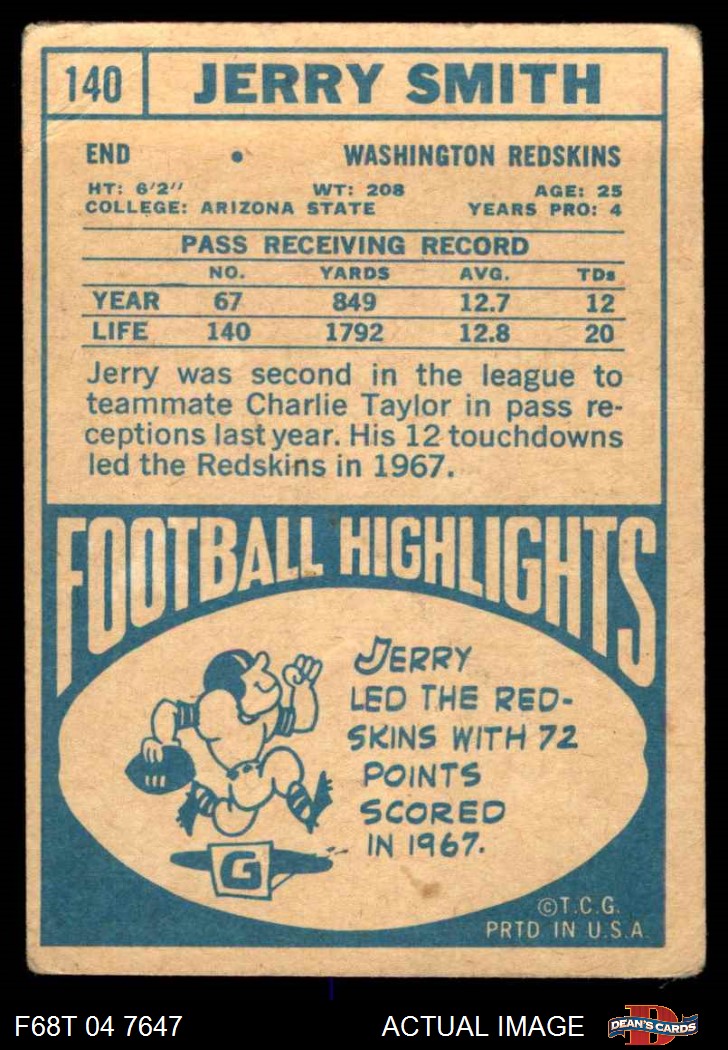 140 JERRY SMITH
END • WASHINGTON REDSKINS
HT: 6'2" WT: 208 AGE: 25
COLLEGE: ARIZONA STATE YEARS PRO: 4
PASS RECEIVING RECORD
NO. YARDS AVG. TDs
YEAR 67 849 12.7 12
LIFE 140 1792 12.8 20
Jerry was second in the league to
teammate Charlie Taylor in pass re-
ceptions last year. His 12 touchdowns
led the Redskins in 1967.
FOOTBALL HIGHLIGHTS
JERRY
LED THE RED-
SKINS WITH 72
POINTS
SCORED
IN 1967.
G
©T.C.G.
PRTD. IN U.S.A.
F68T 04 7647 ACTUAL IMAGE
D
DEAN'S CARDS